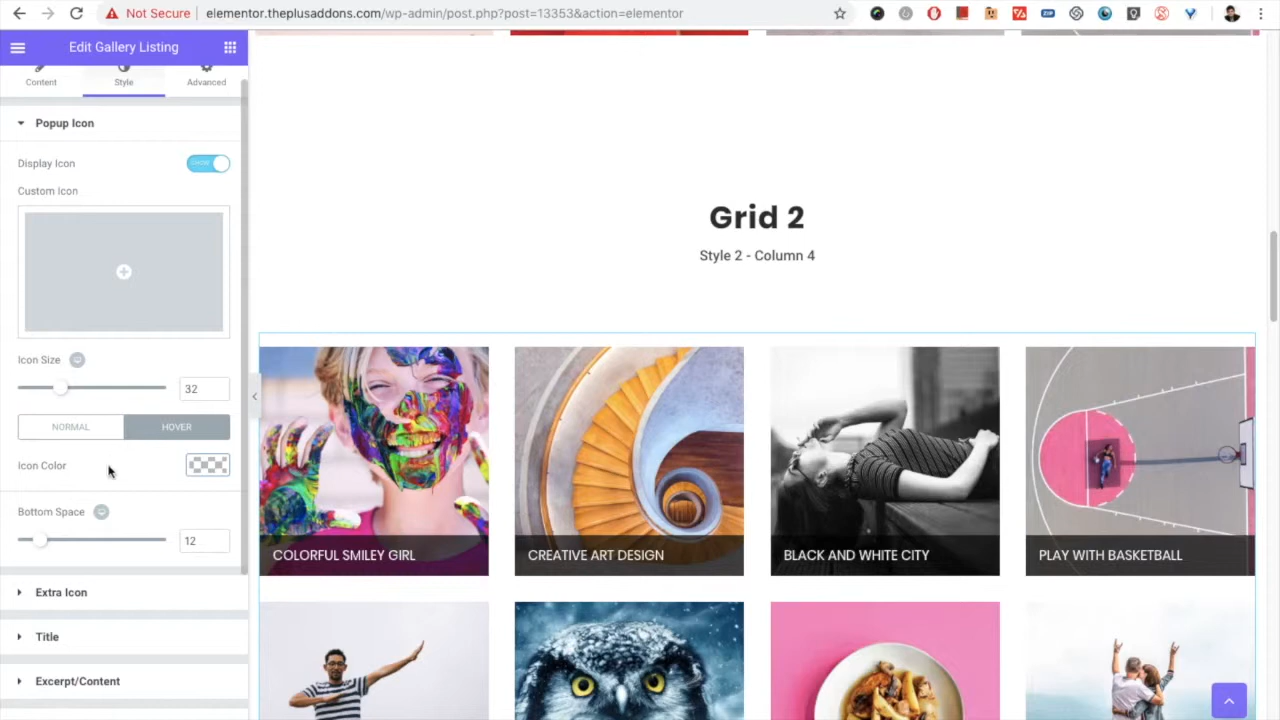 Not Secure
elementor.theplusaddons.com/wp-admin/post.php?post=13353&action=elementor
ZIP
Edit Gallery Listing
Content
Style
Advanced
Popup Icon
Display Icon
SHOW
Custom Icon
Icon Size
32
NORMAL
HOVER
Icon Color
Bottom Space
12
Extra Icon
Title
Excerpt/Content
Grid 2
Style 2 - Column 4
COLORFUL SMILEY GIRL
CREATIVE ART DESIGN
BLACK AND WHITE CITY
PLAY WITH BASKETBALL